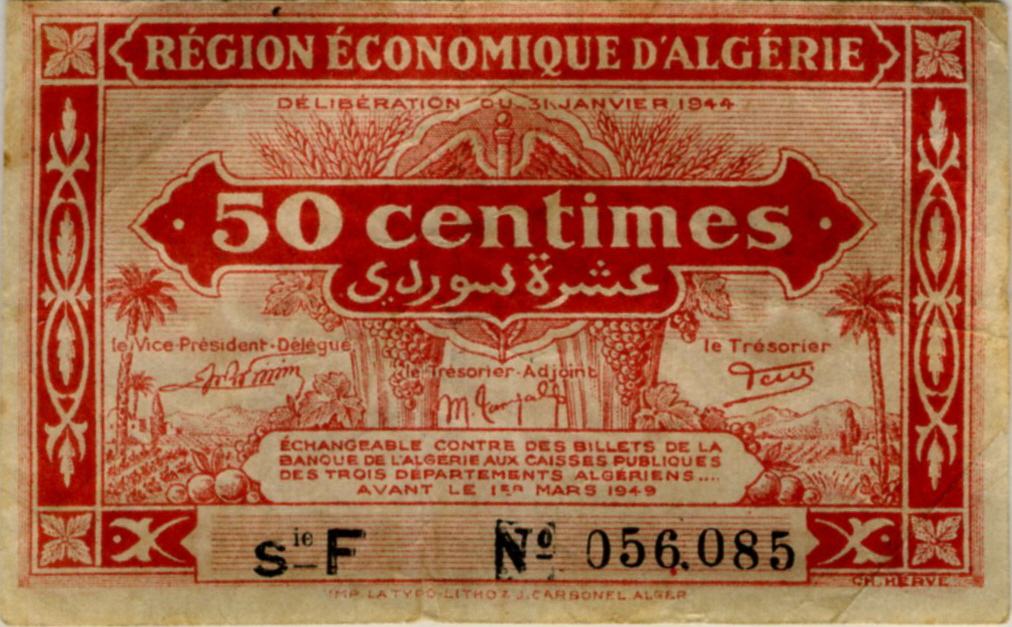 RÉGION ÉCONOMIQUE D'ALGÉRIE
DÉLIBÉRATION DU 31 JANVIER 1944
· 50 centimes ·
عشرة سوردي
le Vice-Président-Délégué
le Trésorier-Adjoint
le Trésorier
ÉCHANGEABLE CONTRE DES BILLETS DE LA
BANQUE DE L'ALGERIE AUX CAISSES PUBLIQUES
DES TROIS DÉPARTEMENTS ALGÉRIENS....
AVANT LE 1ER MARS 1949
Sie F Nº 056.085
CH. HERVÉ
IMP. LA TYPO-LITHO & J. CARBONEL ALGER